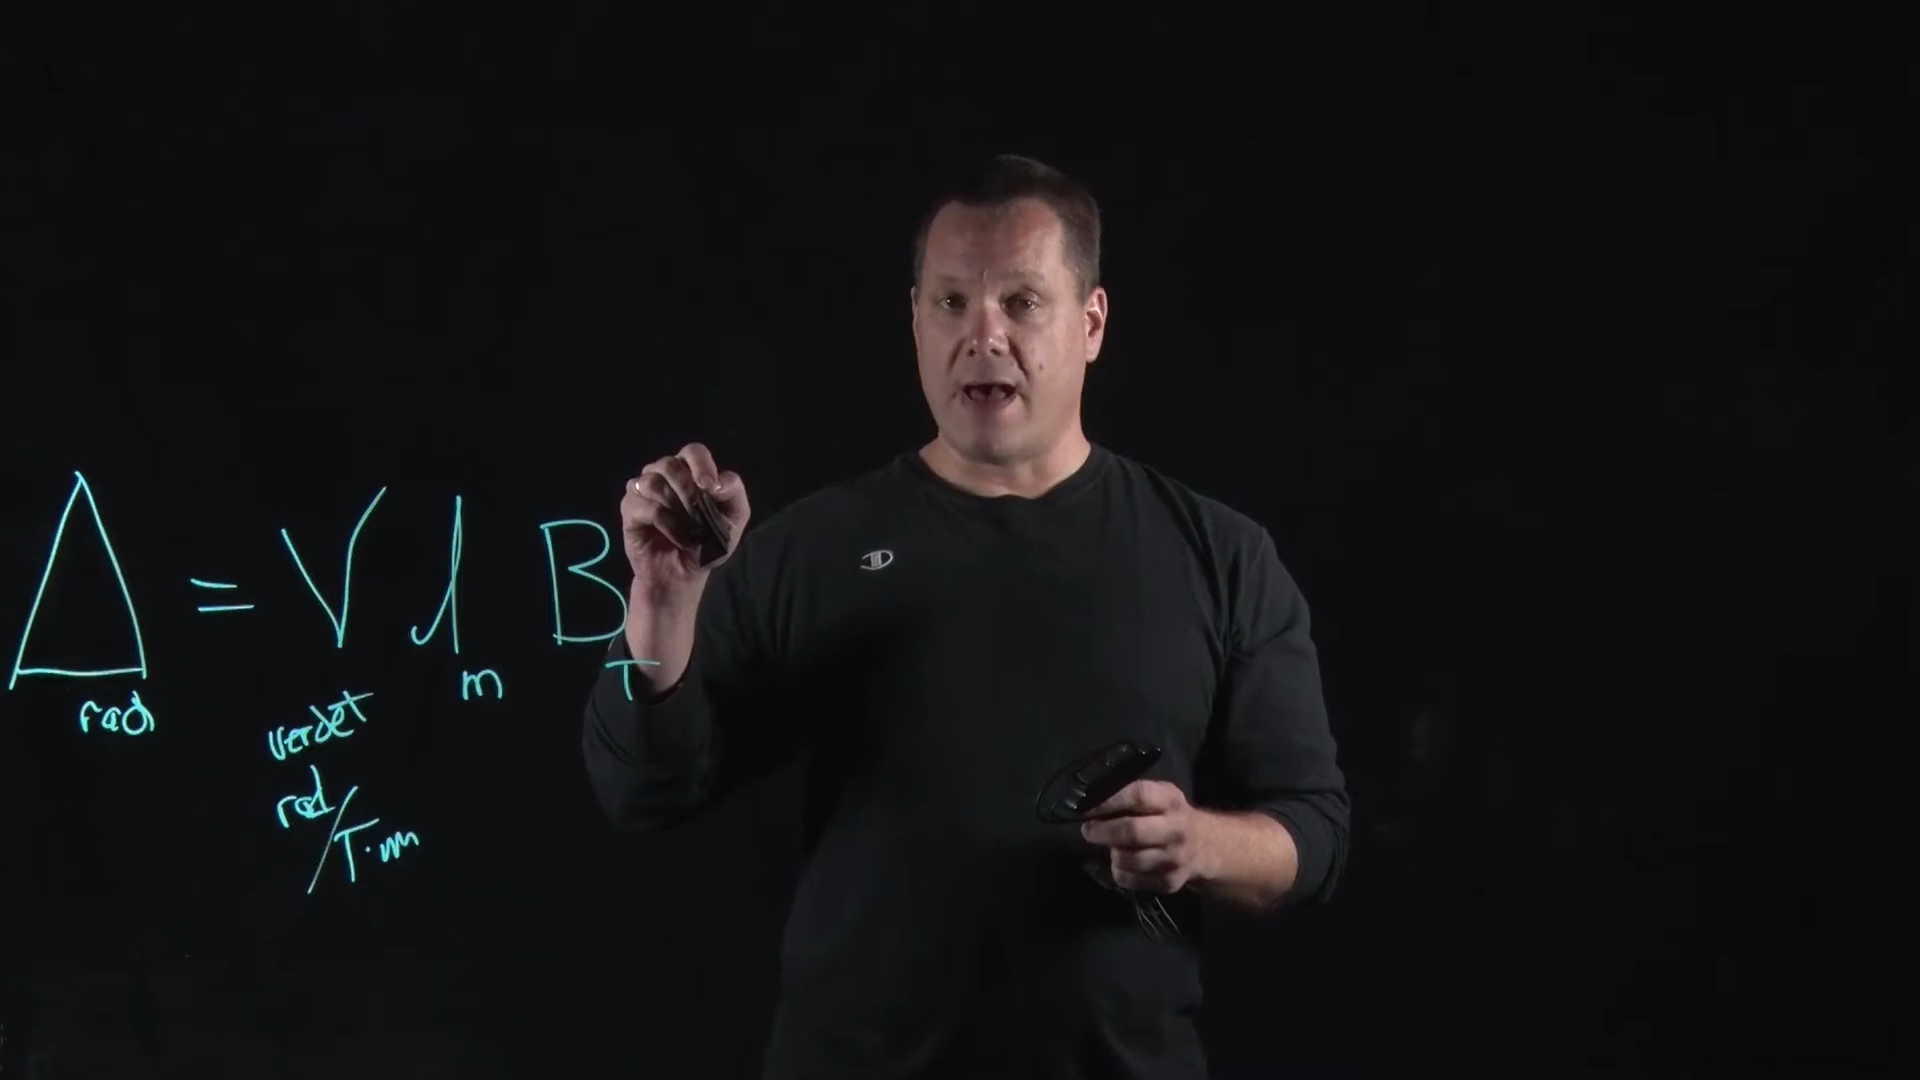 Δ = V l B
rad
m
T
verdet
rad/T·m